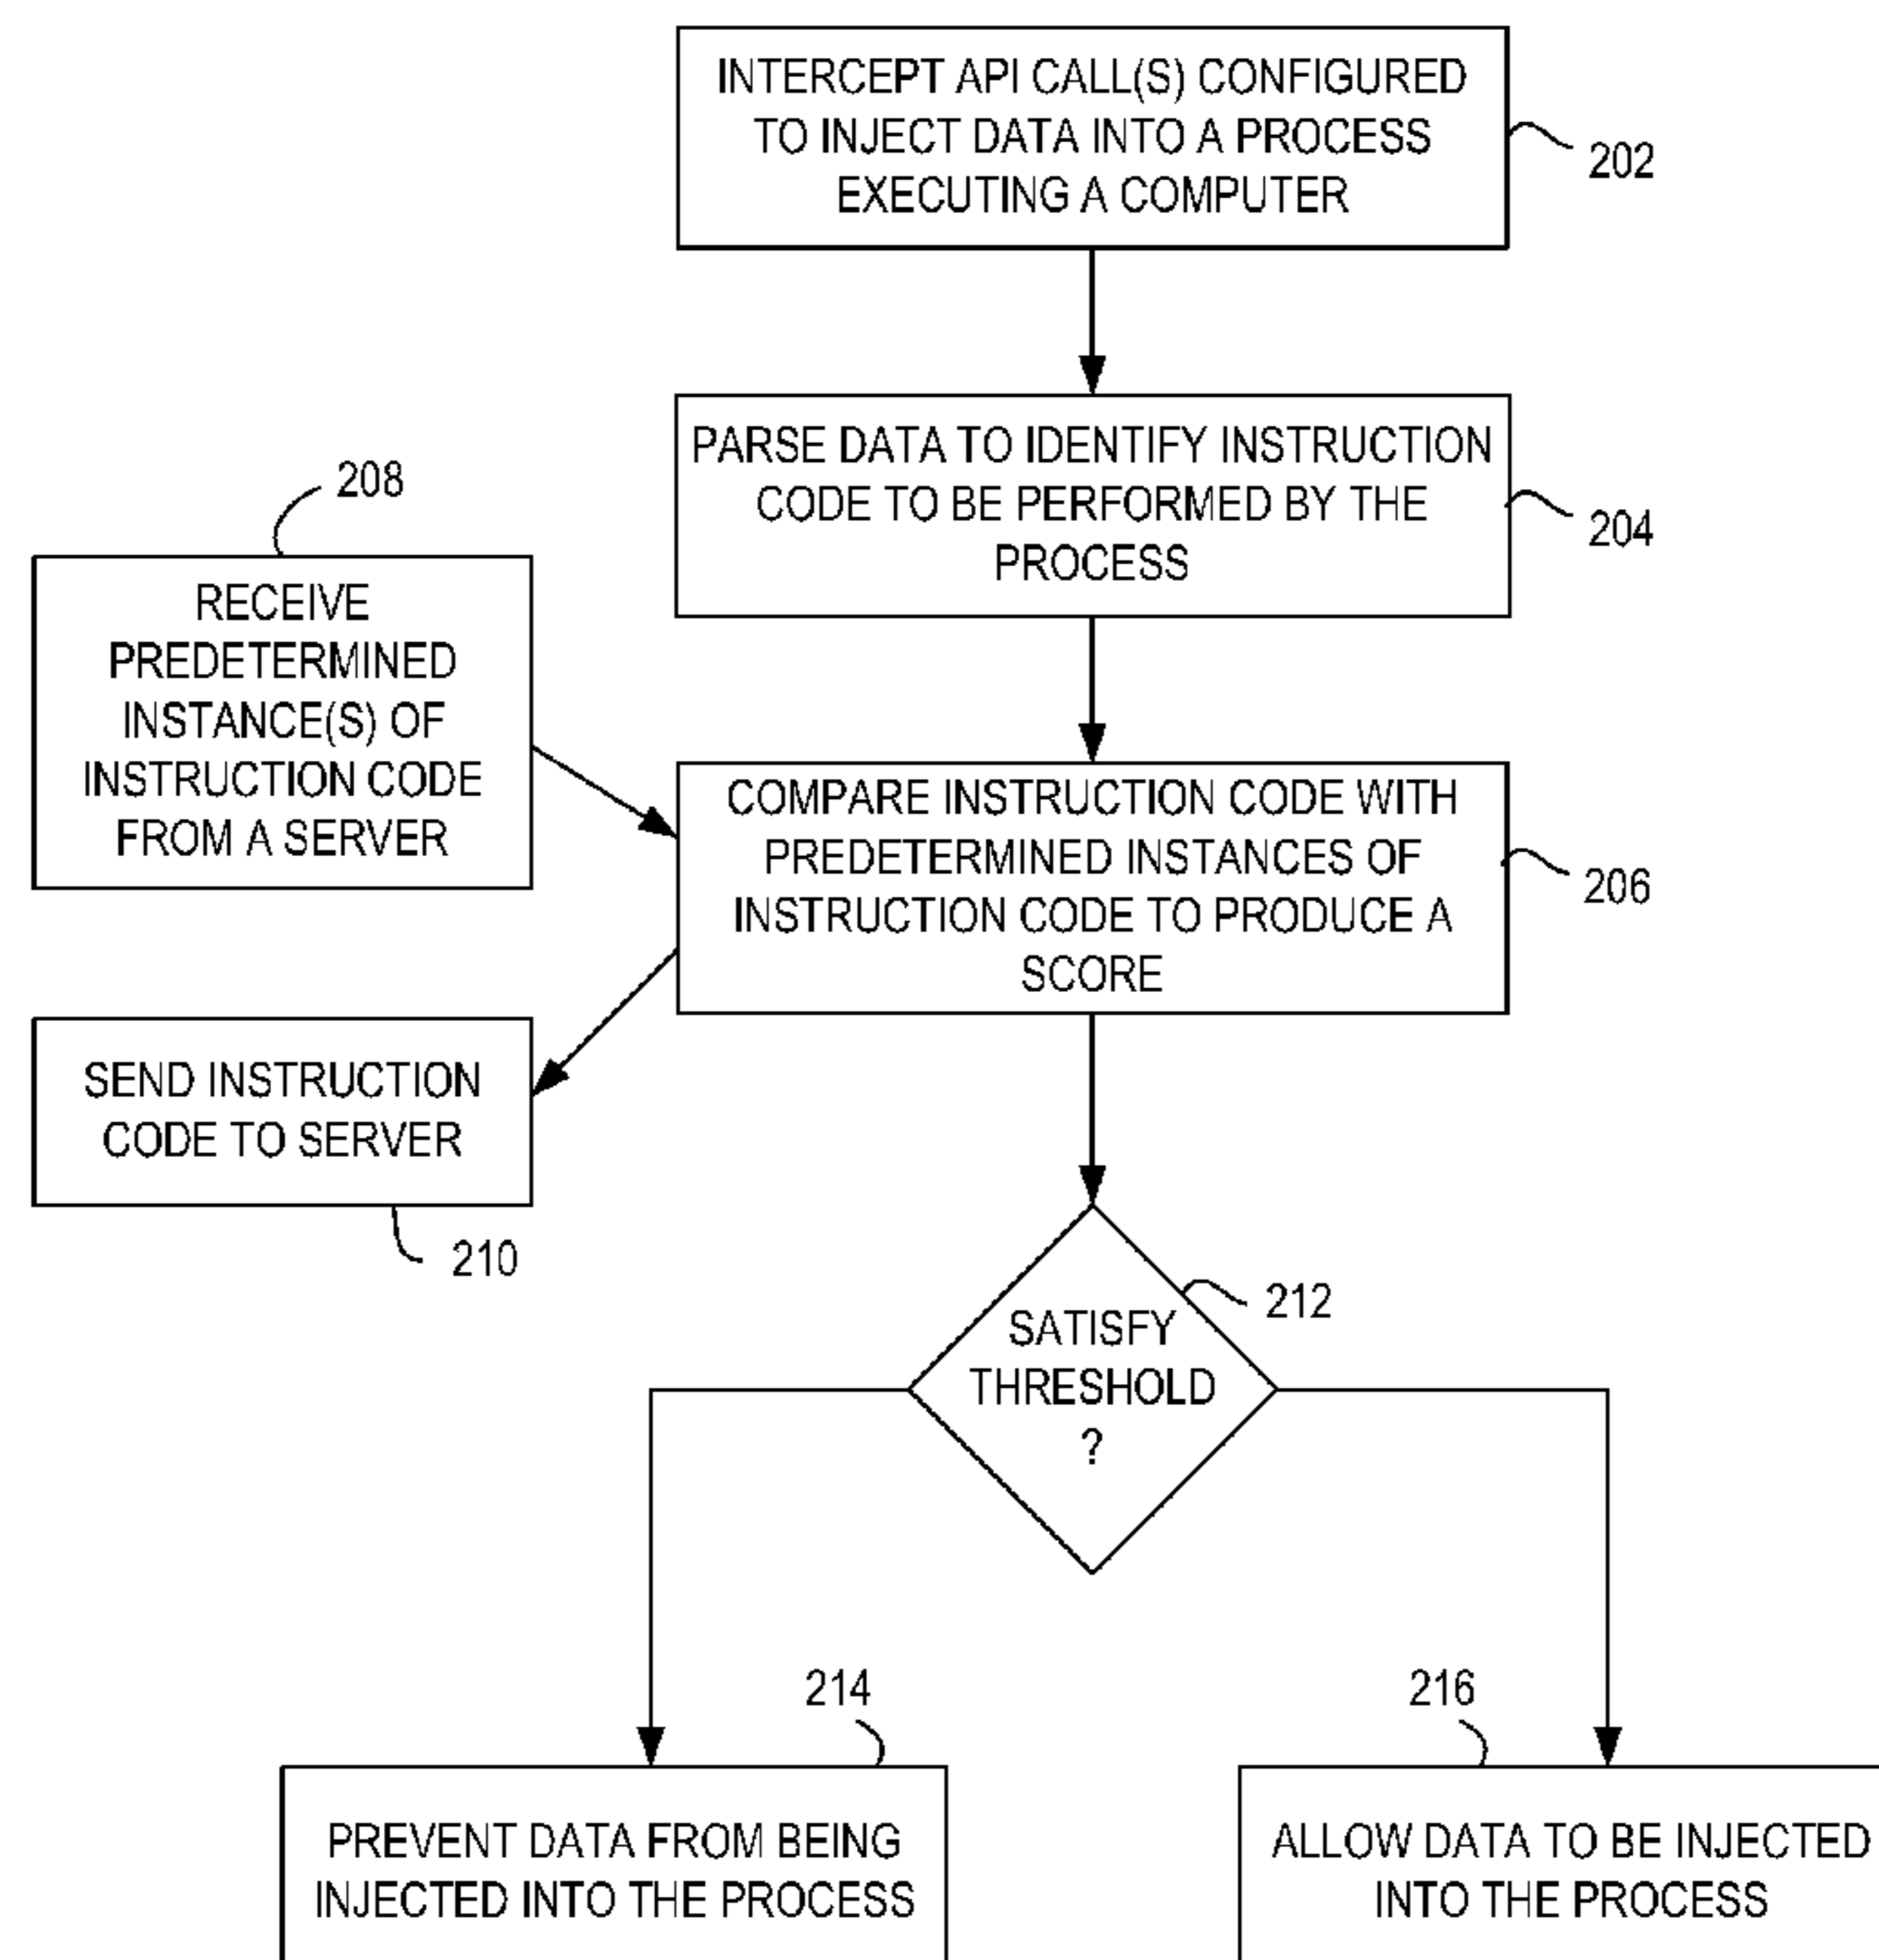 INTERCEPT API CALL(S) CONFIGURED
TO INJECT DATA INTO A PROCESS
EXECUTING A COMPUTER
202
PARSE DATA TO IDENTIFY INSTRUCTION
CODE TO BE PERFORMED BY THE
PROCESS
204
208
RECEIVE
PREDETERMINED
INSTANCE(S) OF
INSTRUCTION CODE
FROM A SERVER
COMPARE INSTRUCTION CODE WITH
PREDETERMINED INSTANCES OF
INSTRUCTION CODE TO PRODUCE A
SCORE
206
SEND INSTRUCTION
CODE TO SERVER
210
212
SATISFY
THRESHOLD
?
214
PREVENT DATA FROM BEING
INJECTED INTO THE PROCESS
216
ALLOW DATA TO BE INJECTED
INTO THE PROCESS